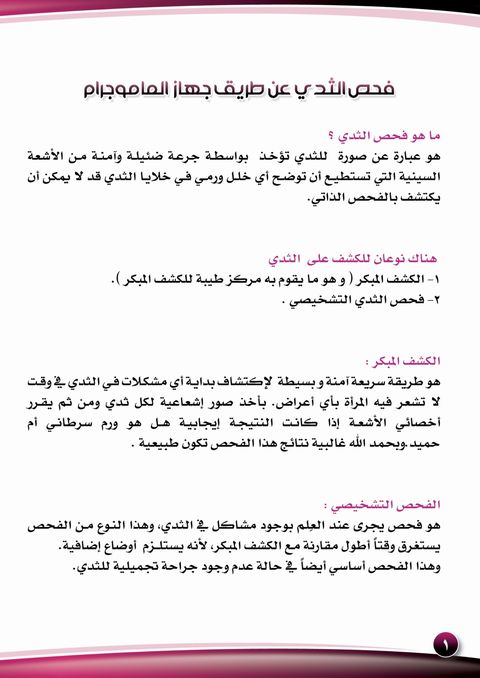 فحص الثدي عن طريق جهاز الماموجرام
ما هو فحص الثدي ؟
هو عبارة عن صورة للثدي تؤخذ بواسطة جرعة ضئيلة وآمنة من الأشعة
السينية التي تستطيع أن توضح أي خلل ورمي في خلايا الثدي قد لا يمكن أن
يكتشف بالفحص الذاتي.
هناك نوعان للكشف على الثدي
١- الكشف المبكر ( و هو ما يقوم به مركز طيبة للكشف المبكر ).
٢- فحص الثدي التشخيصي .
الكشف المبكر :
هو طريقة سريعة آمنة و بسيطة لإكتشاف بداية أي مشكلات في الثدي في وقت
لا تشعر فيه المرأة بأي أعراض. بأخذ صور إشعاعية لكل ثدي ومن ثم يقرر
أخصائي الأشعة إذا كانت النتيجة إيجابية هل هو ورم سرطاني أم
حميد.وبحمد الله غالبية نتائج هذا الفحص تكون طبيعية .
الفحص التشخيصي :
هو فحص يجرى عند العِلم بوجود مشاكل في الثدي، وهذا النوع من الفحص
يستغرق وقتاً أطول مقارنة مع الكشف المبكر، لأنه يستلزم أوضاع إضافية.
وهذا الفحص أساسي أيضاً في حالة عدم وجود جراحة تجميلية للثدي.
١